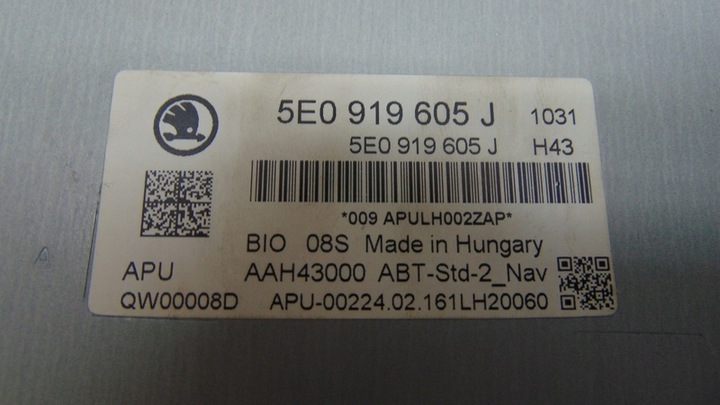 5E0 919 605 J 1031
5E0 919 605 J H43
*009 APULH002ZAP*
BIO 08S Made in Hungary
APU AAH43000 ABT-Std-2_Nav
QW00008D APU-00224.02.161LH20060